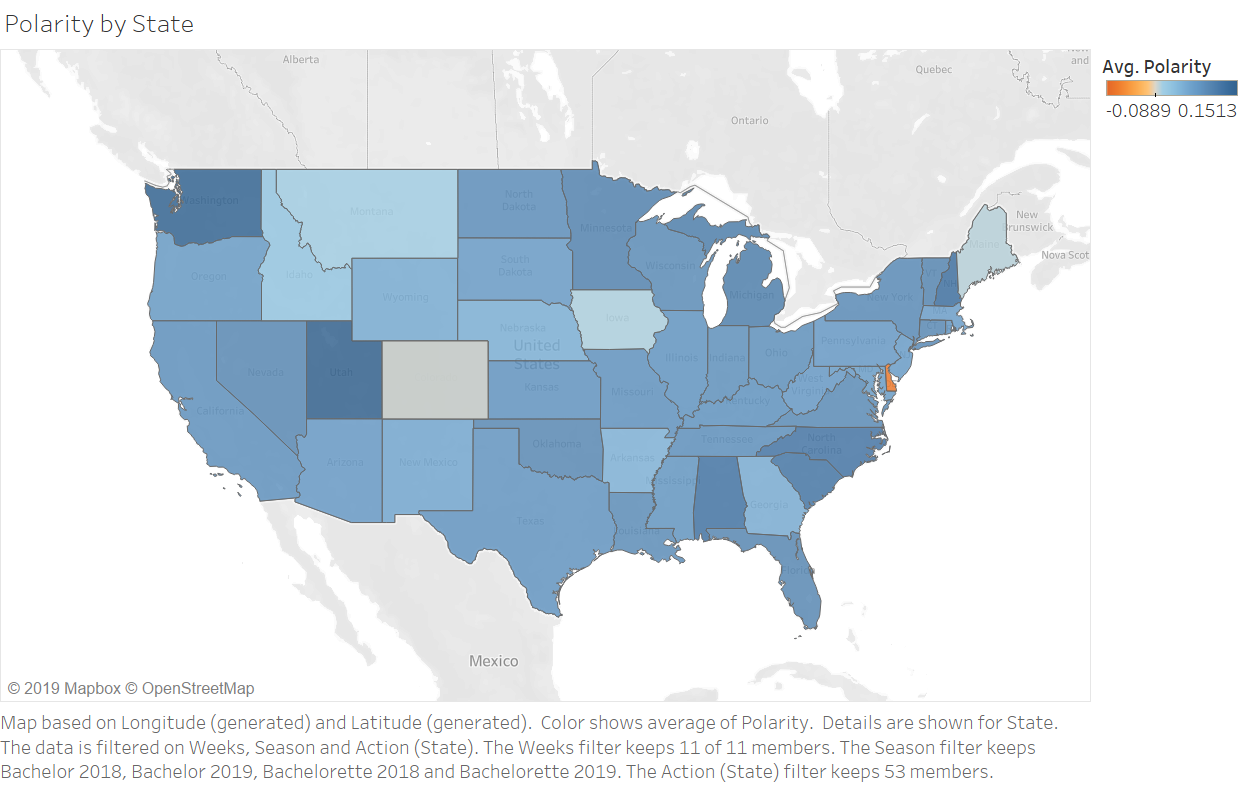 Polarity by State
Alberta
Quebec
and
Ontario
Avg. Polarity
-0.0889 0.1513
Washington
Montana
North
Dakota
Minnesota
Maine
New
Brunswick
Nova Scot
Oregon
Idaho
South
Dakota
Wisconsin
Michigan
New York
VT
MA
CT
Wyoming
Iowa
Nebraska
United
States
Pennsylvania
Nevada
Utah
Illinois
Indiana
Ohio
West
Virginia
California
Kansas
Missouri
Kentucky
Arizona
New Mexico
Oklahoma
Arkansas
Tennessee
North
Carolina
Mississippi
Georgia
Texas
Louisiana
Florida
Mexico
© 2019 Mapbox © OpenStreetMap
Map based on Longitude (generated) and Latitude (generated).  Color shows average of Polarity.  Details are shown for State.
The data is filtered on Weeks, Season and Action (State). The Weeks filter keeps 11 of 11 members. The Season filter keeps
Bachelor 2018, Bachelor 2019, Bachelorette 2018 and Bachelorette 2019. The Action (State) filter keeps 53 members.